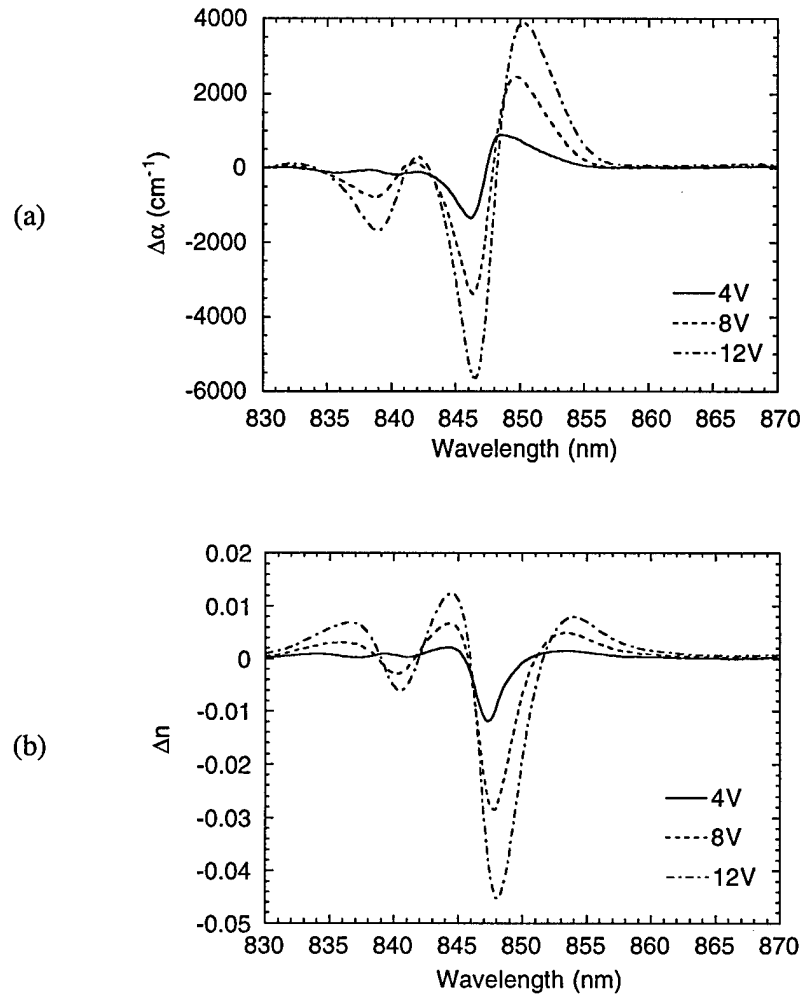 (a)
Δα (cm⁻¹)
4000
2000
0
-2000
-4000
-6000
4V
8V
12V
830 835 840 845 850 855 860 865 870
Wavelength (nm)
(b)
Δn
0.02
0.01
0
-0.01
-0.02
-0.03
-0.04
-0.05
4V
8V
12V
830 835 840 845 850 855 860 865 870
Wavelength (nm)